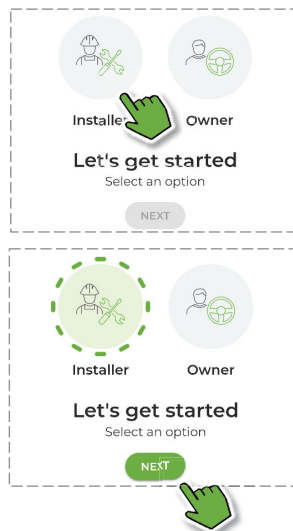 Installer Owner
Let's get started
Select an option
NEXT
Installer Owner
Let's get started
Select an option
NEXT